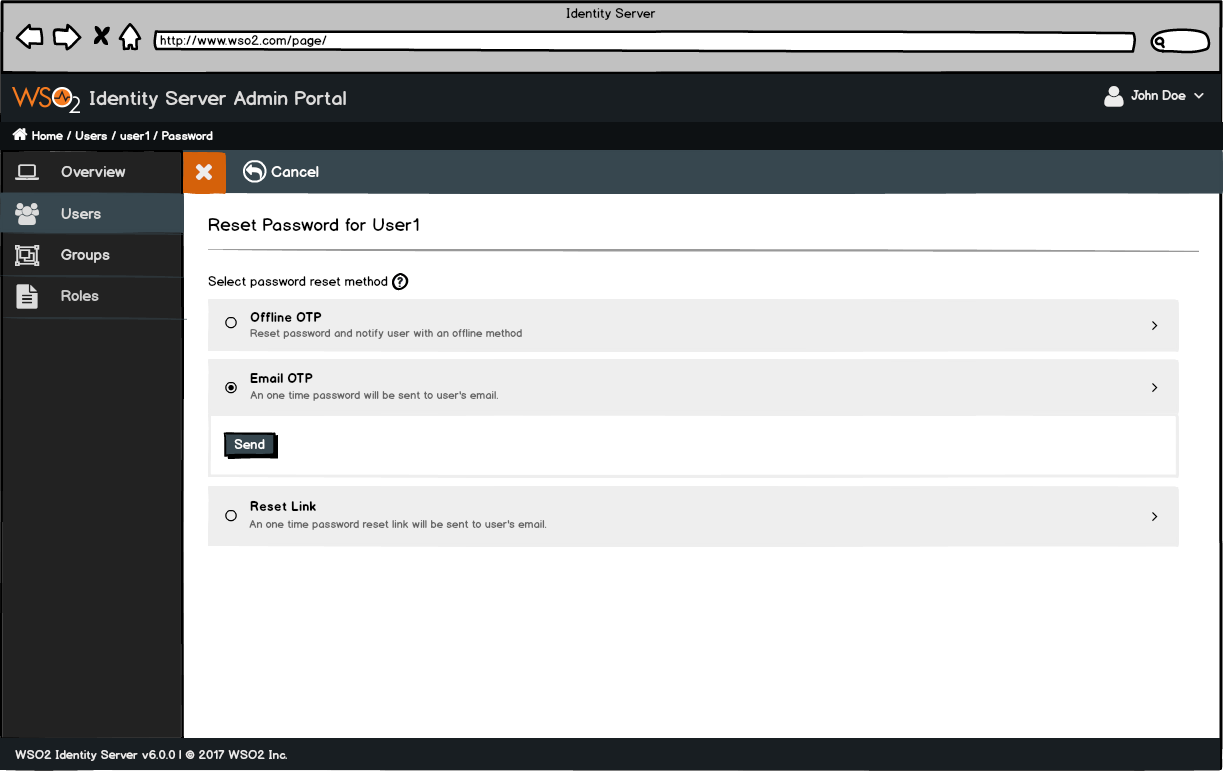 Identity Server
http://www.wso2.com/page/
WSO2 Identity Server Admin Portal
John Doe
Home / Users / user1 / Password
Overview
Cancel
Users
Reset Password for User1
Groups
Select password reset method ?
Roles
Offline OTP
Reset password and notify user with an offline method
Email OTP
An one time password will be sent to user's email.
Send
Reset Link
An one time password reset link will be sent to user's email.
WSO2 Identity Server v6.0.0 | © 2017 WSO2 Inc.